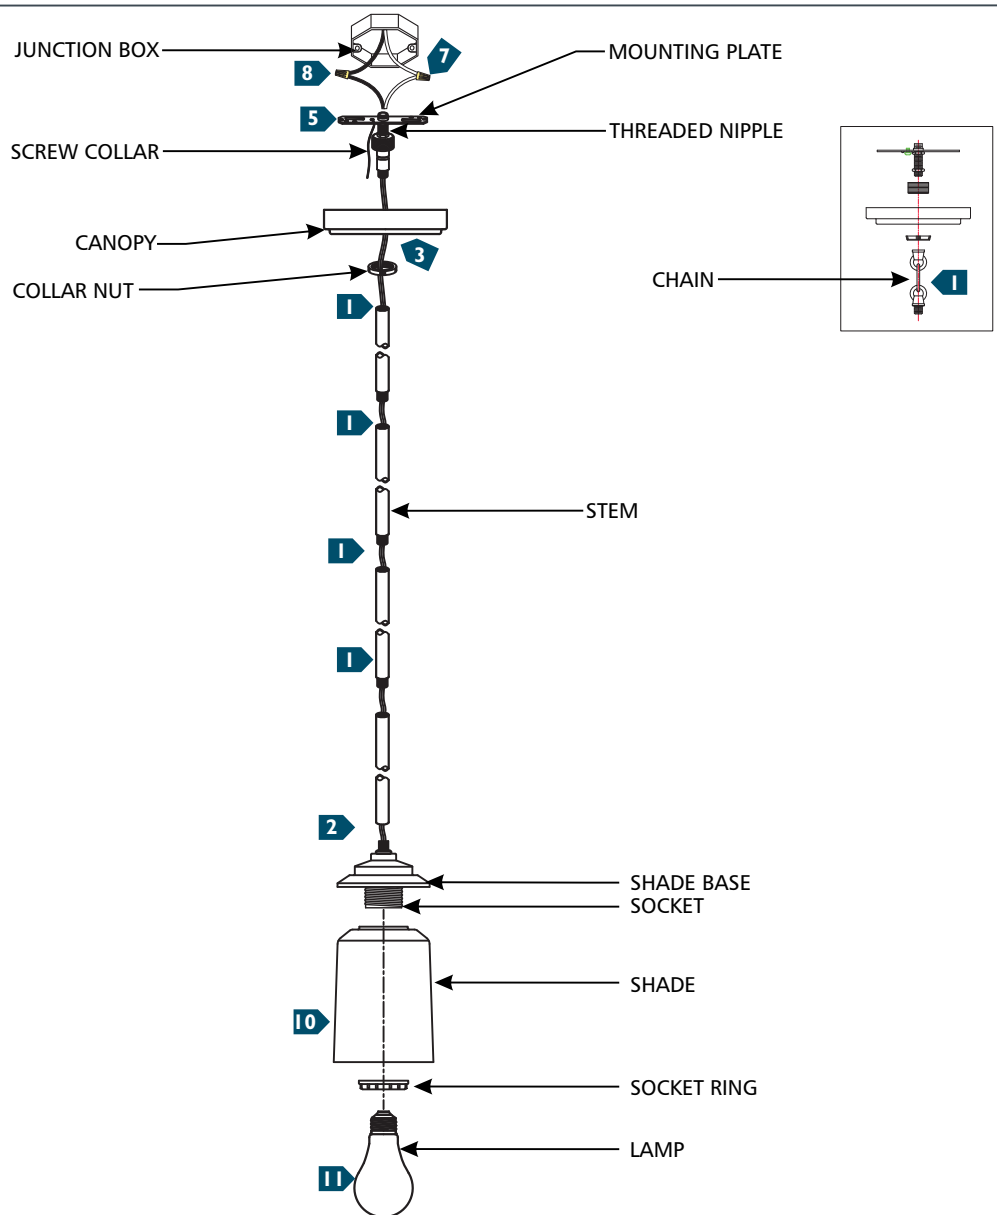 JUNCTION BOX
7
MOUNTING PLATE
8
5
THREADED NIPPLE
SCREW COLLAR
CANOPY
3
CHAIN
1
COLLAR NUT
1
1
STEM
1
1
2
SHADE BASE
SOCKET
SHADE
10
SOCKET RING
LAMP
11